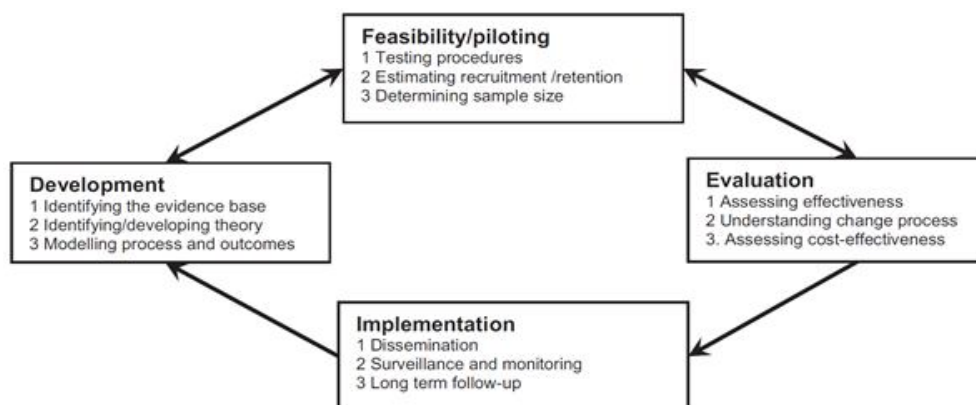 Feasibility/piloting
1 Testing procedures
2 Estimating recruitment /retention
3 Determining sample size
Development
1 Identifying the evidence base
2 Identifying/developing theory
3 Modelling process and outcomes
Evaluation
1 Assessing effectiveness
2 Understanding change process
3. Assessing cost-effectiveness
Implementation
1 Dissemination
2 Surveillance and monitoring
3 Long term follow-up